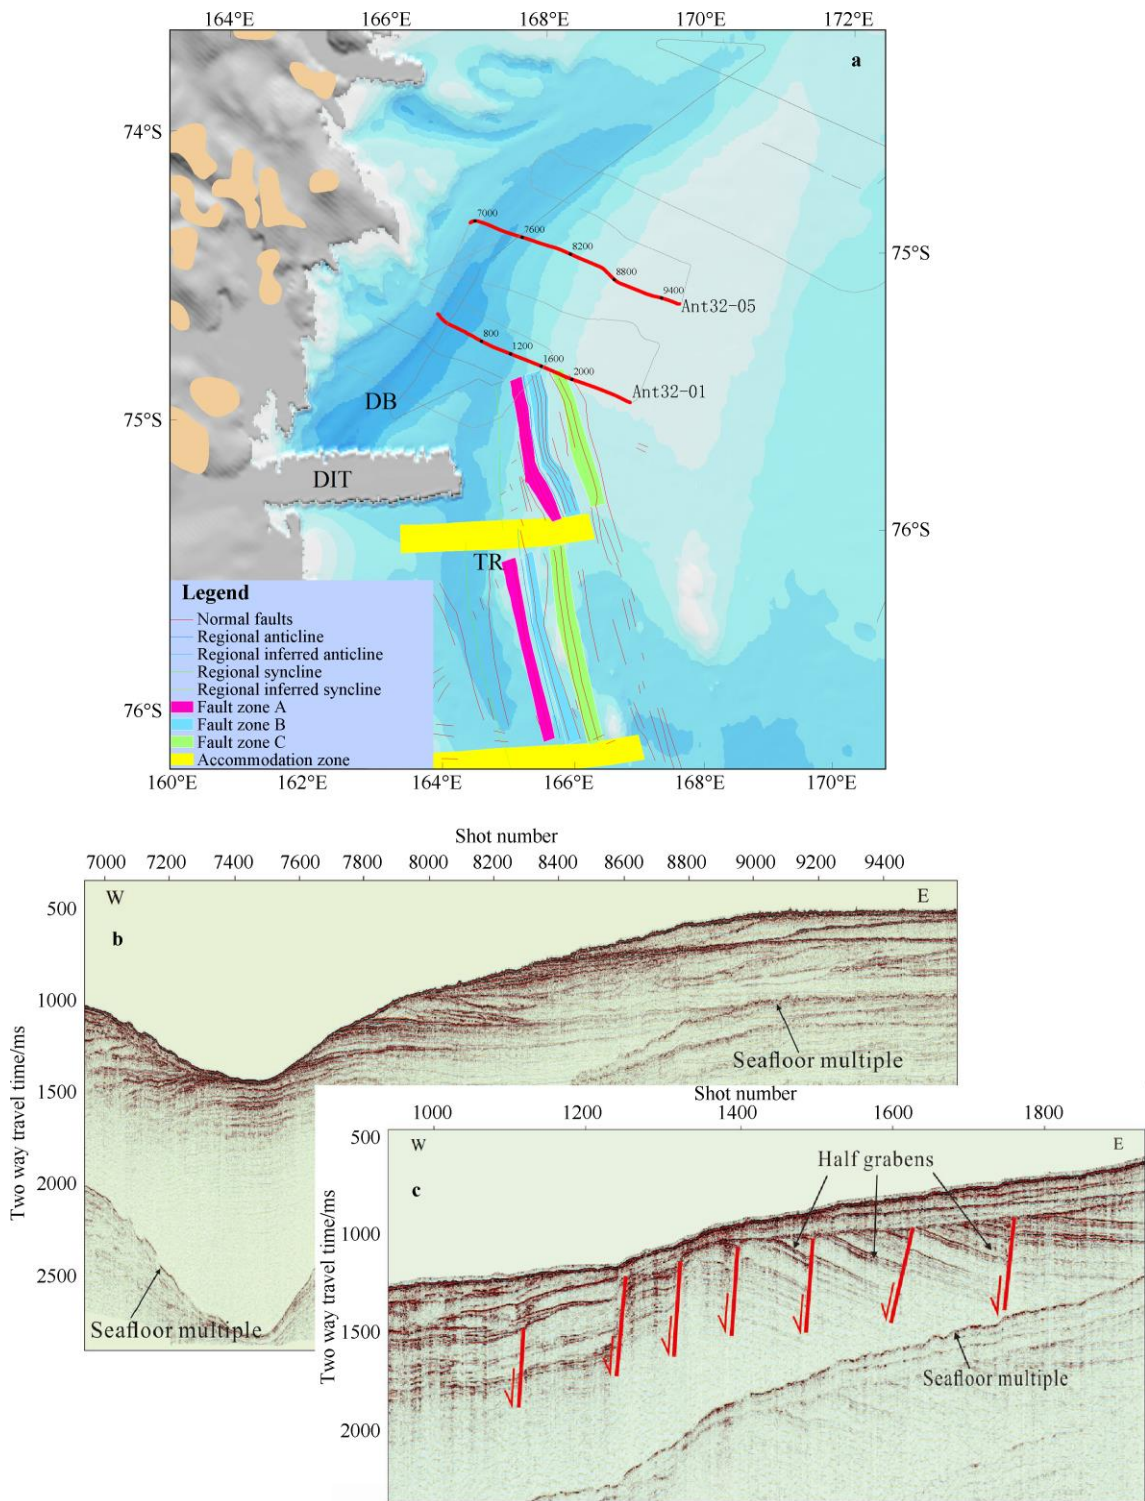 164°E 166°E 168°E 170°E 172°E
a
74°S
75°S
7000
7600
8200
8800
9400
Ant32-05
800
1200
1600
2000
Ant32-01
DB
75°S
DIT
76°S
TR
Legend
Normal faults
Regional anticline
Regional inferred anticline
Regional syncline
Regional inferred syncline
Fault zone A
Fault zone B
Fault zone C
Accommodation zone
76°S
160°E 162°E 164°E 166°E 168°E 170°E
Shot number
7000 7200 7400 7600 7800 8000 8200 8400 8600 8800 9000 9200 9400
W E
b
500
1000
1500
2000
2500
Two way travel time/ms
Seafloor multiple
Seafloor multiple
Shot number
1000 1200 1400 1600 1800
W E
c
500
1000
1500
2000
Two way travel time/ms
Half grabens
Seafloor multiple